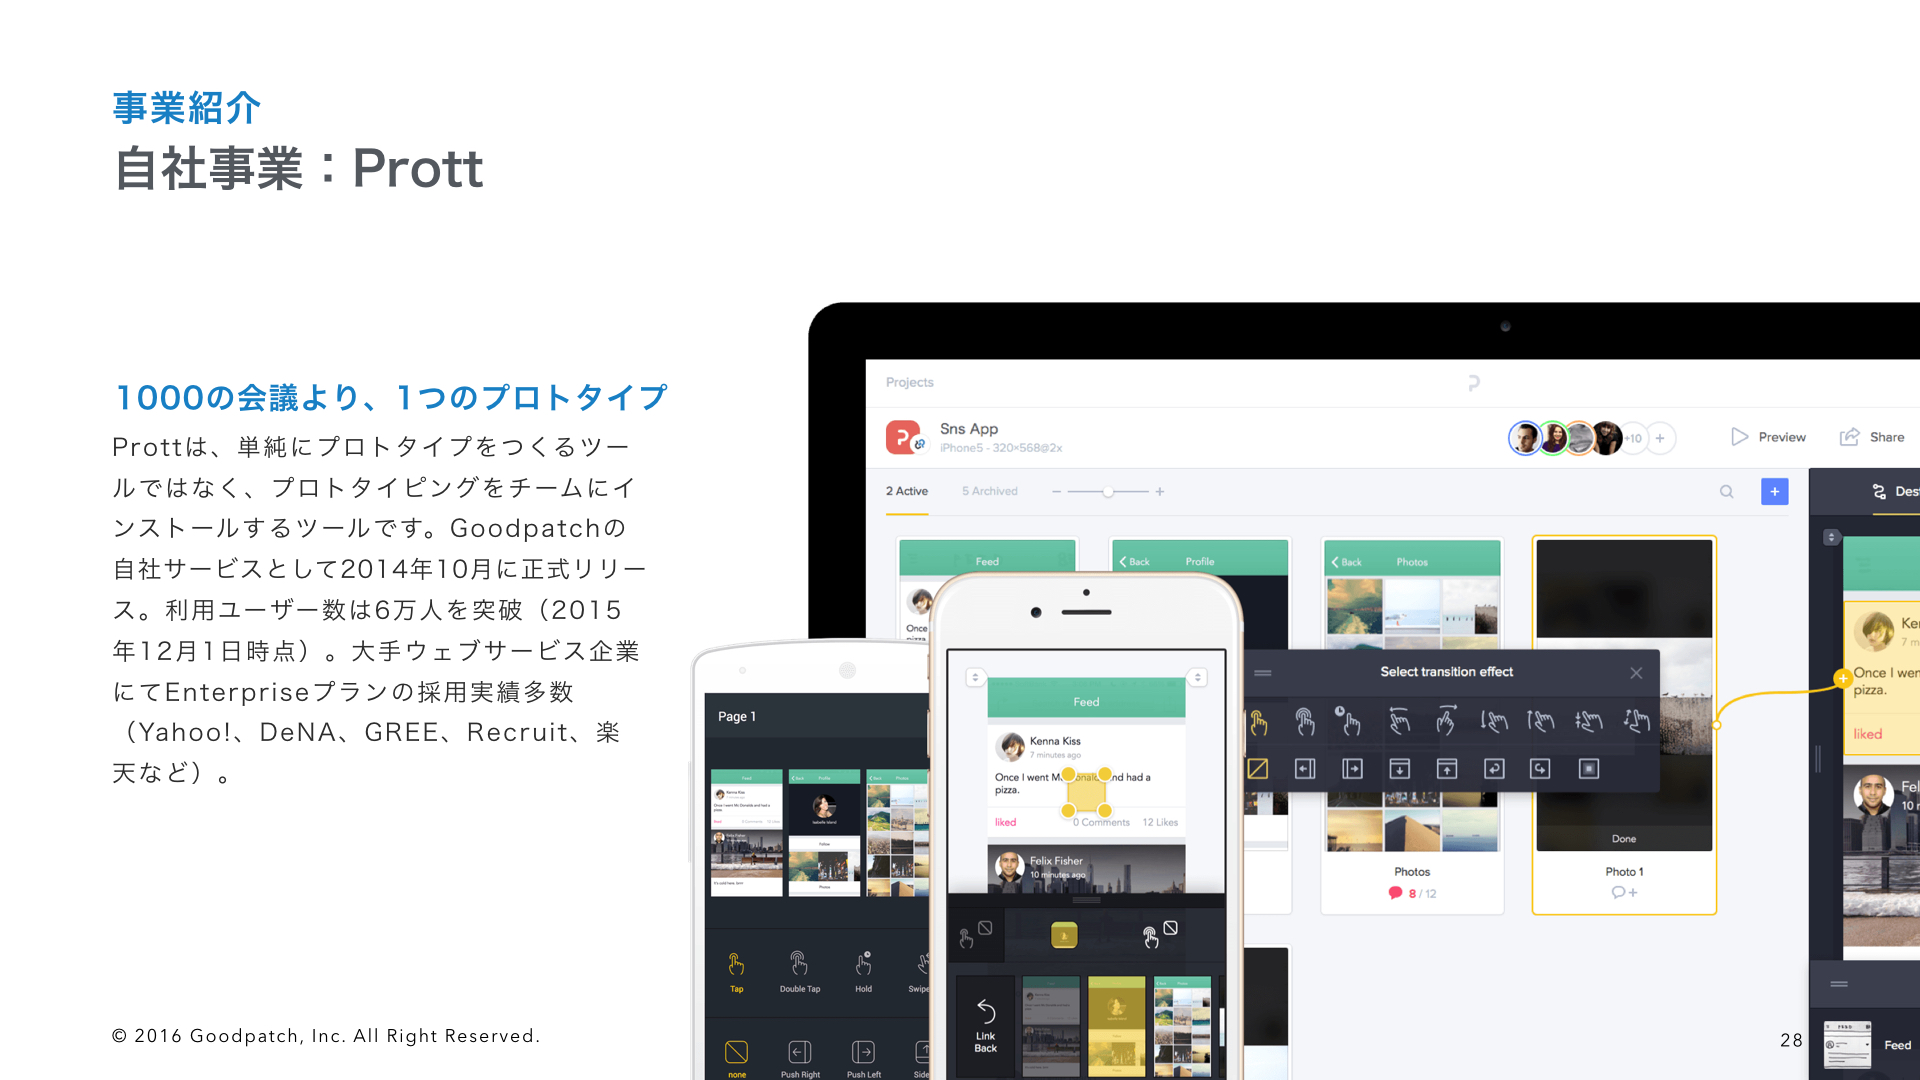 事業紹介
自社事業：Prott
1000の会議より、1つのプロトタイプ
Prottは、単純にプロトタイプをつくるツー
ルではなく、プロトタイピングをチームにイ
ンストールするツールです。Goodpatchの
自社サービスとして2014年10月に正式リリー
ス。利用ユーザー数は6万人を突破（2015
年12月1日時点）。大手ウェブサービス企業
にてEnterpriseプランの採用実績多数
（Yahoo!、DeNA、GREE、Recruit、楽
天など）。
Projects
Sns App
iPhone5 - 320×568@2x
+10
+
Preview
Share
2 Active
5 Archived
+
Feed
Back
Profile
Back
Photos
Once
Select transition effect
Done
Photos
8 / 12
Photo 1
Once I went
pizza.
liked
10
Feed
Page 1
Tap
Double Tap
Hold
Swipe
none
Push Right
Push Left
Feed
Kenna Kiss
7 minutes ago
Once I went
and had a
pizza.
liked
0 Comments
12 Likes
Felix Fisher
10 minutes ago
Link
Back
© 2016 Goodpatch, Inc. All Right Reserved.
28